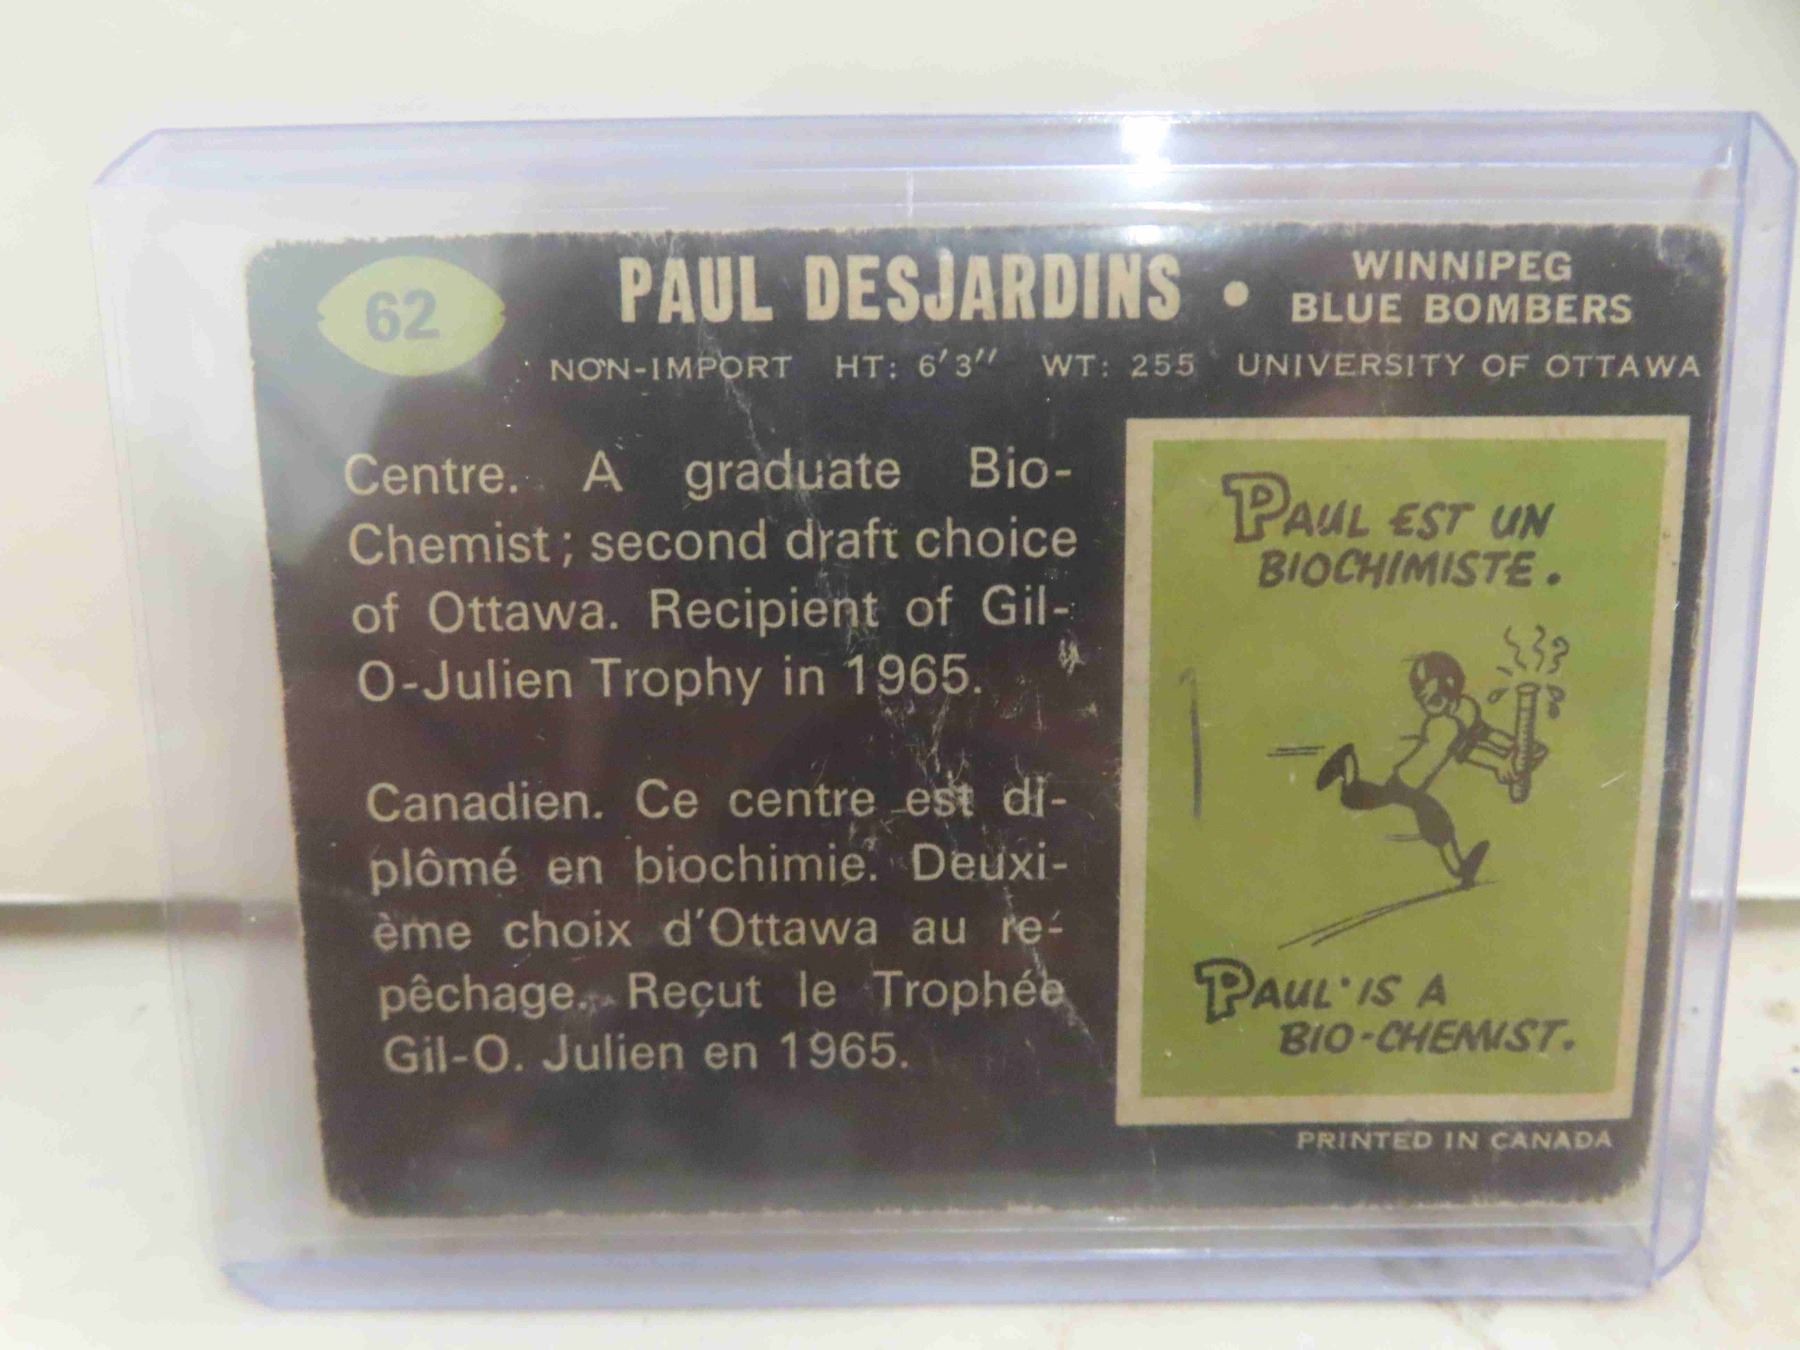 62
PAUL DESJARDINS • WINNIPEG
BLUE BOMBERS
NON-IMPORT HT: 6'3" WT: 255 UNIVERSITY OF OTTAWA
Centre. A graduate Bio-
Chemist; second draft choice
of Ottawa. Recipient of Gil-
O-Julien Trophy in 1965.
Canadien. Ce centre est di-
plômé en biochimie. Deuxi-
ème choix d'Ottawa au re-
pêchage. Reçut le Trophée
Gil-O. Julien en 1965.
PAUL EST UN
BIOCHIMISTE.
PAUL IS A
BIO-CHEMIST.
PRINTED IN CANADA